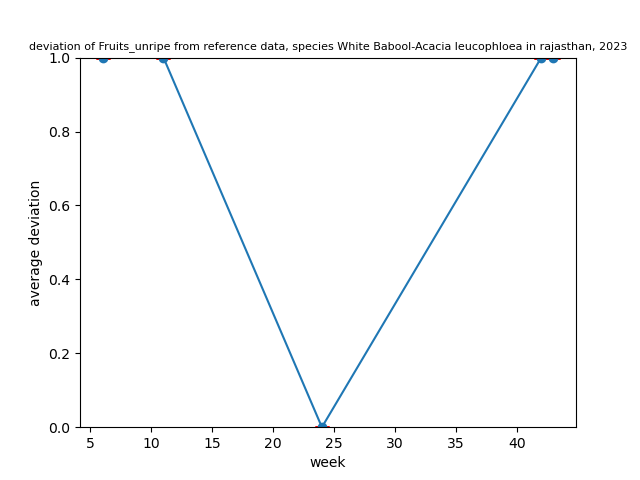 deviation of Fruits_unripe from reference data, species White Babool-Acacia leucophloea in rajasthan, 2023
1.0
0.8
0.6
0.4
0.2
0.0
average deviation
5 10 15 20 25 30 35 40
week